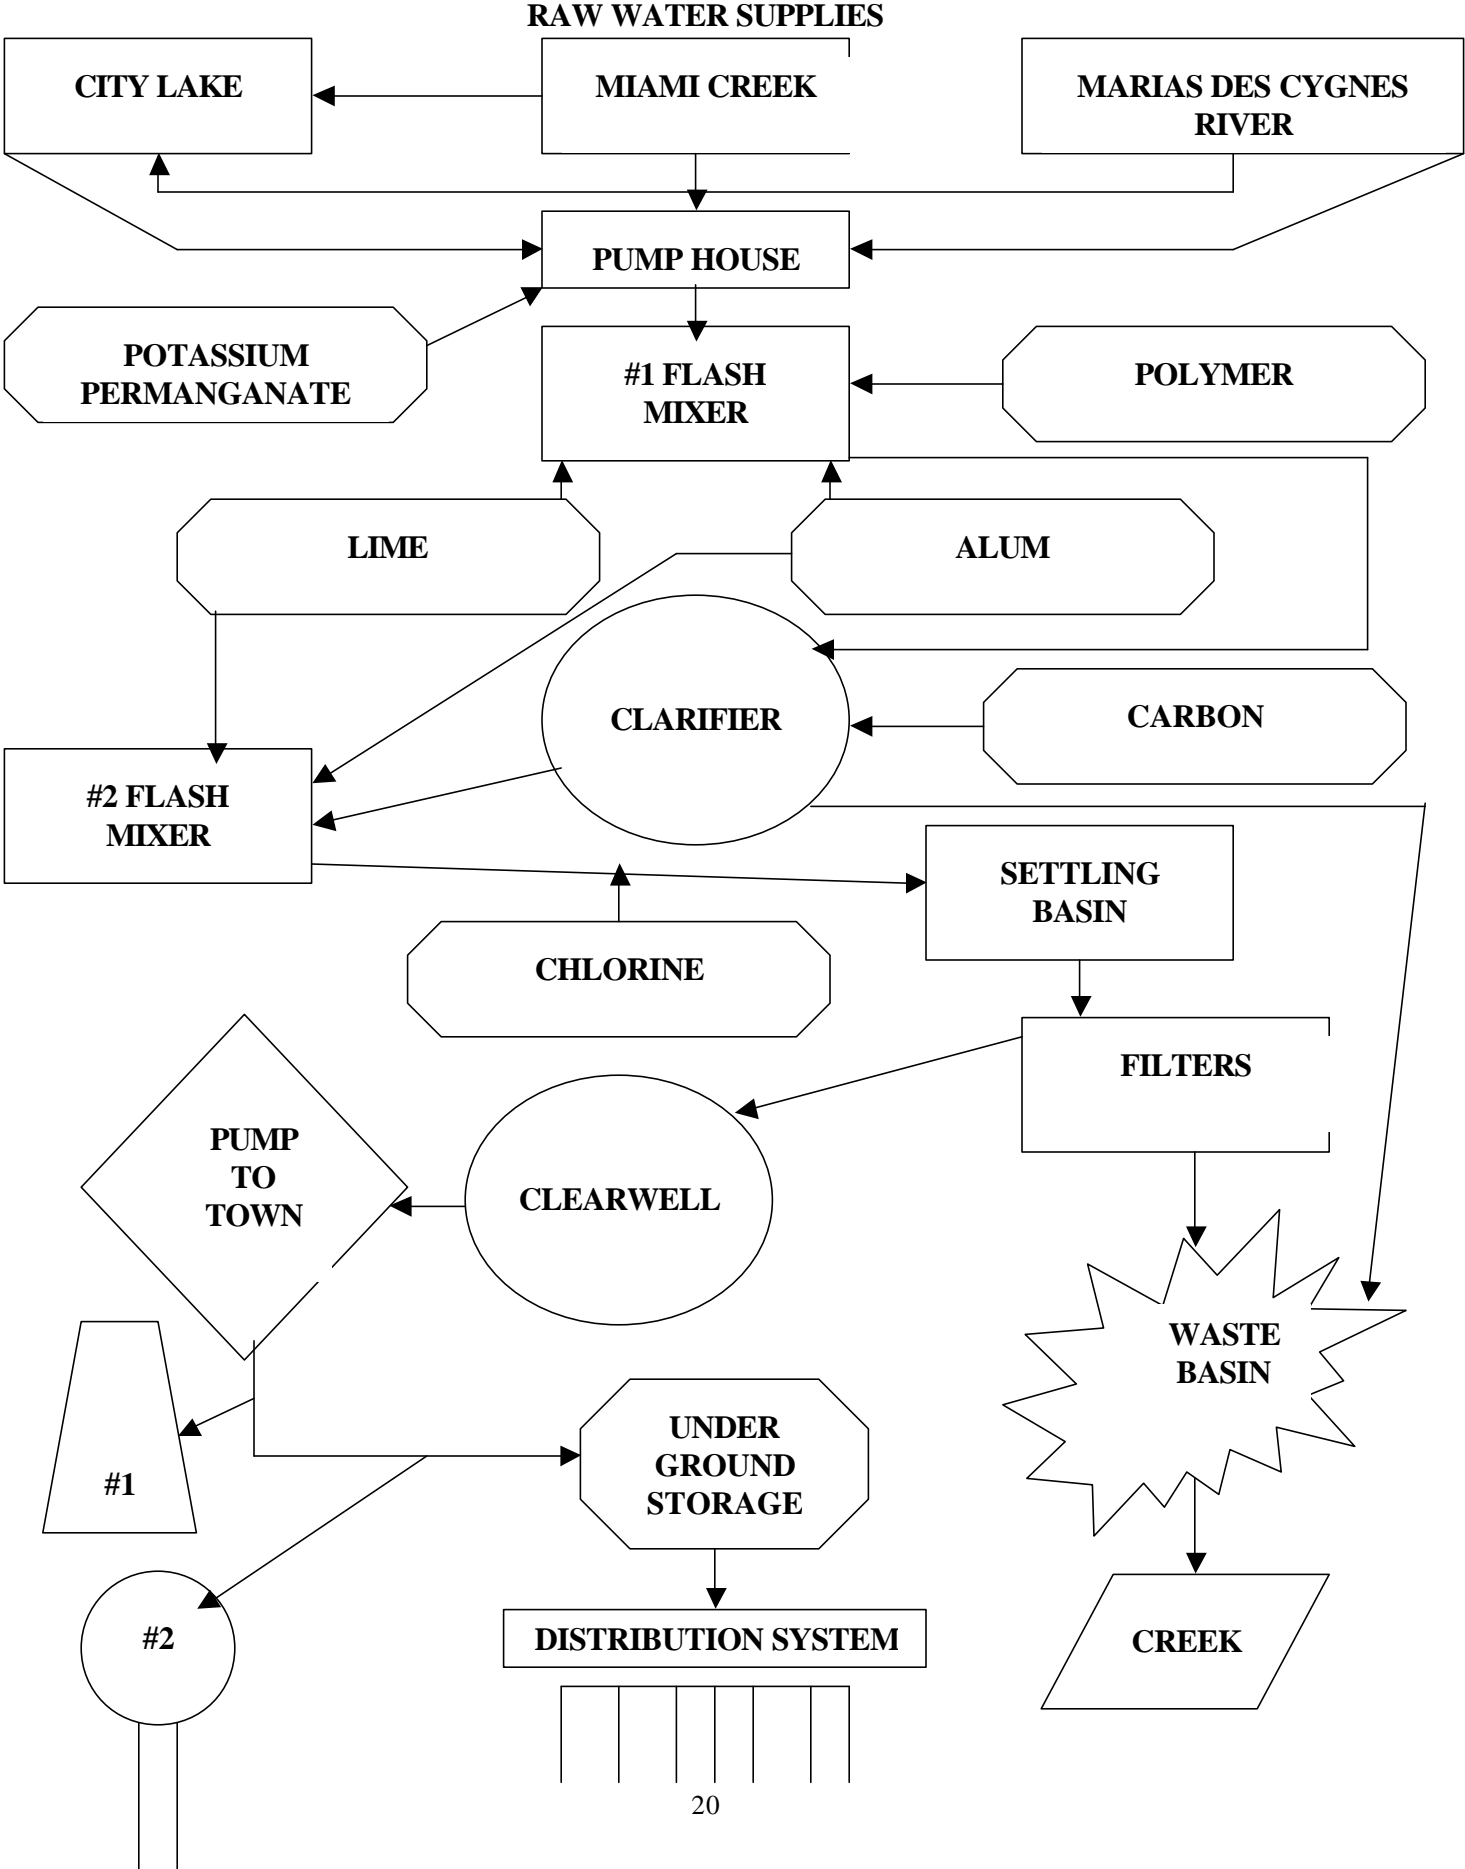 RAW WATER SUPPLIES
CITY LAKE
MIAMI CREEK
MARIAS DES CYGNES
RIVER
PUMP HOUSE
POTASSIUM
PERMANGANATE
#1 FLASH
MIXER
POLYMER
LIME
ALUM
CLARIFIER
CARBON
#2 FLASH
MIXER
SETTLING
BASIN
CHLORINE
FILTERS
PUMP
TO
TOWN
CLEARWELL
WASTE
BASIN
#1
UNDER
GROUND
STORAGE
#2
DISTRIBUTION SYSTEM
CREEK
20